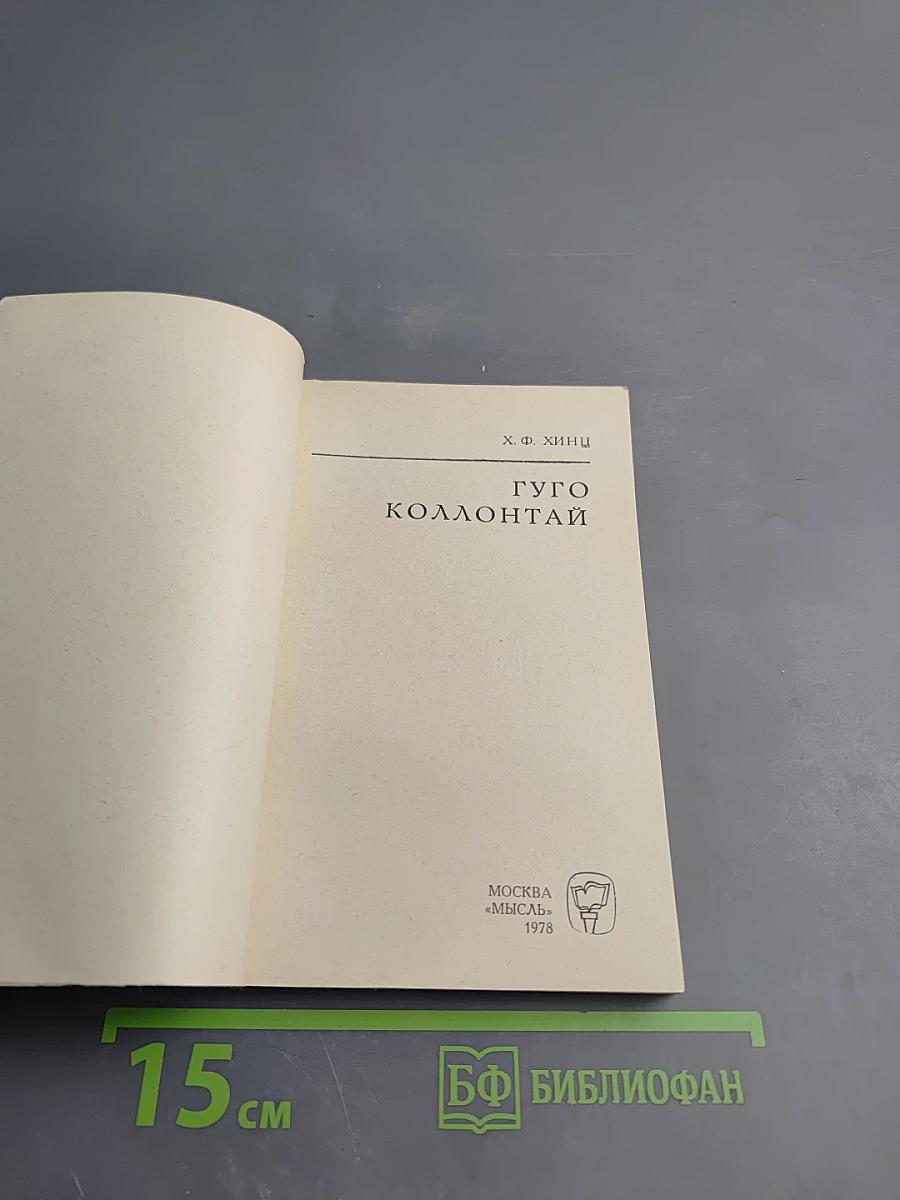 Х. Ф. ХИНЦ
ГУГО
КОЛЛОНТАЙ
МОСКВА
«МЫСЛЬ»
1978
15 см
БФ БИБЛИОФАН